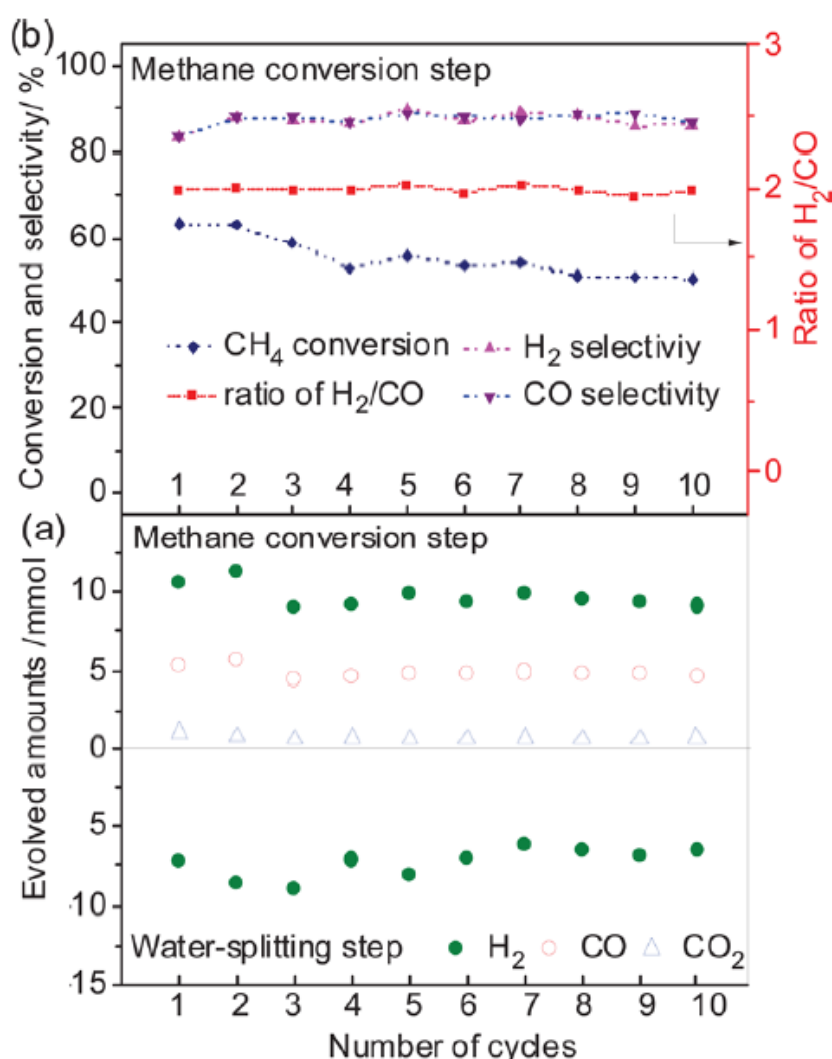 (b)
Methane conversion step
Conversion and selectivity/ %
100
80
60
40
20
0
Ratio of H₂/CO
3
2
1
0
CH₄ conversion
H₂ selectiviy
ratio of H₂/CO
CO selectivity
1 2 3 4 5 6 7 8 9 10
(a)
Methane conversion step
Evolved amounts /mmol
10
5
0
5
10
15
Water-splitting step
H₂
CO
CO₂
1 2 3 4 5 6 7 8 9 10
Number of cycles